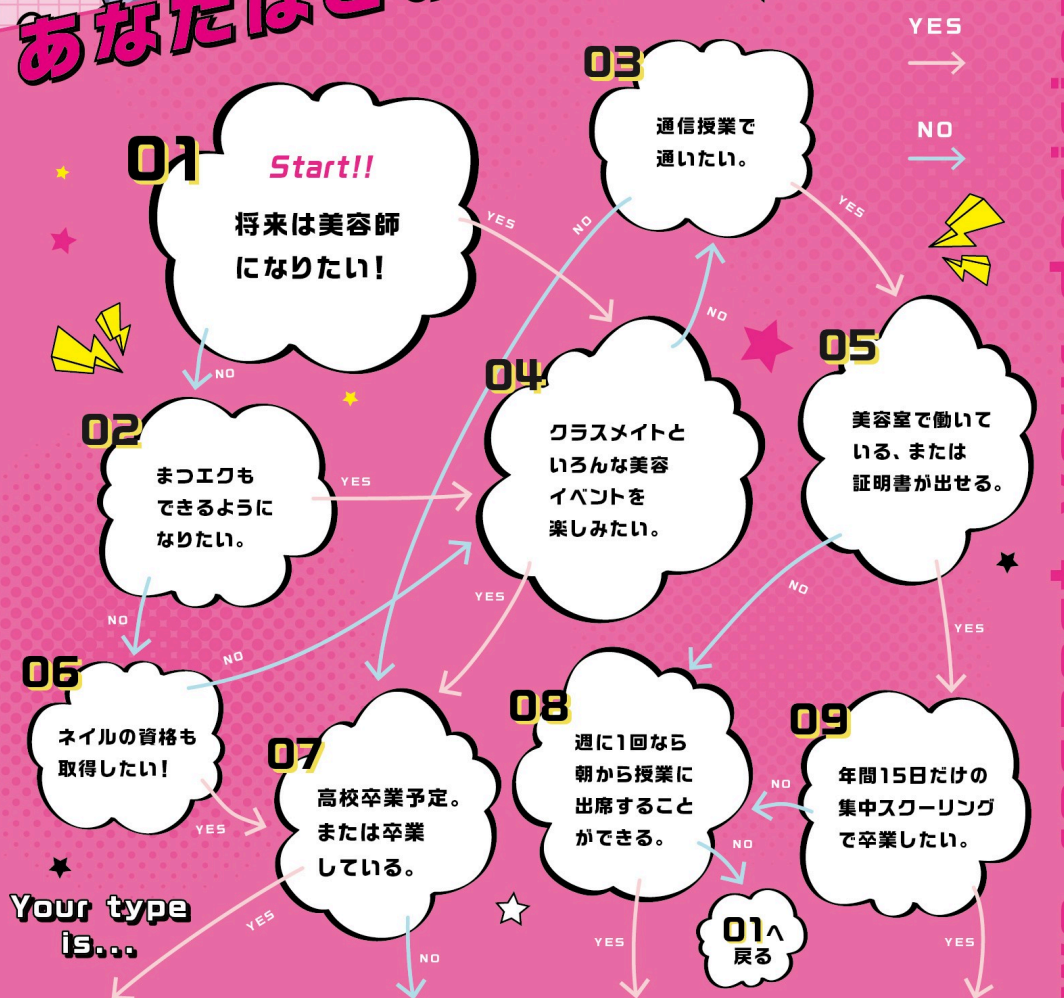 あなたは
YES
NO
01
Start!!
将来は美容師
になりたい!
YES
NO
02
まつエクも
できるように
なりたい。
YES
NO
03
通信授業で
通いたい。
YES
NO
04
クラスメイトと
いろんな美容
イベントを
楽しみたい。
YES
NO
05
美容室で働いて
いる、または
証明書が出せる。
YES
NO
06
ネイルの資格も
取得したい!
YES
NO
07
高校卒業予定。
または卒業
している。
YES
NO
08
週に1回なら
朝から授業に
出席すること
ができる。
YES
NO
01へ
戻る
09
年間15日だけの
集中スクーリング
で卒業したい。
YES
NO
Your type
is...